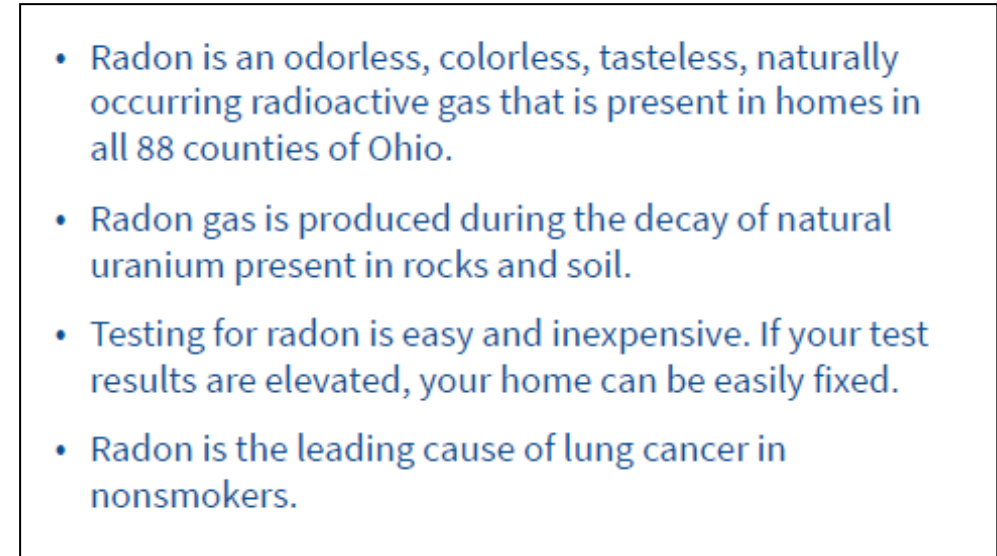 • Radon is an odorless, colorless, tasteless, naturally
occurring radioactive gas that is present in homes in
all 88 counties of Ohio.
• Radon gas is produced during the decay of natural
uranium present in rocks and soil.
• Testing for radon is easy and inexpensive. If your test
results are elevated, your home can be easily fixed.
• Radon is the leading cause of lung cancer in
nonsmokers.